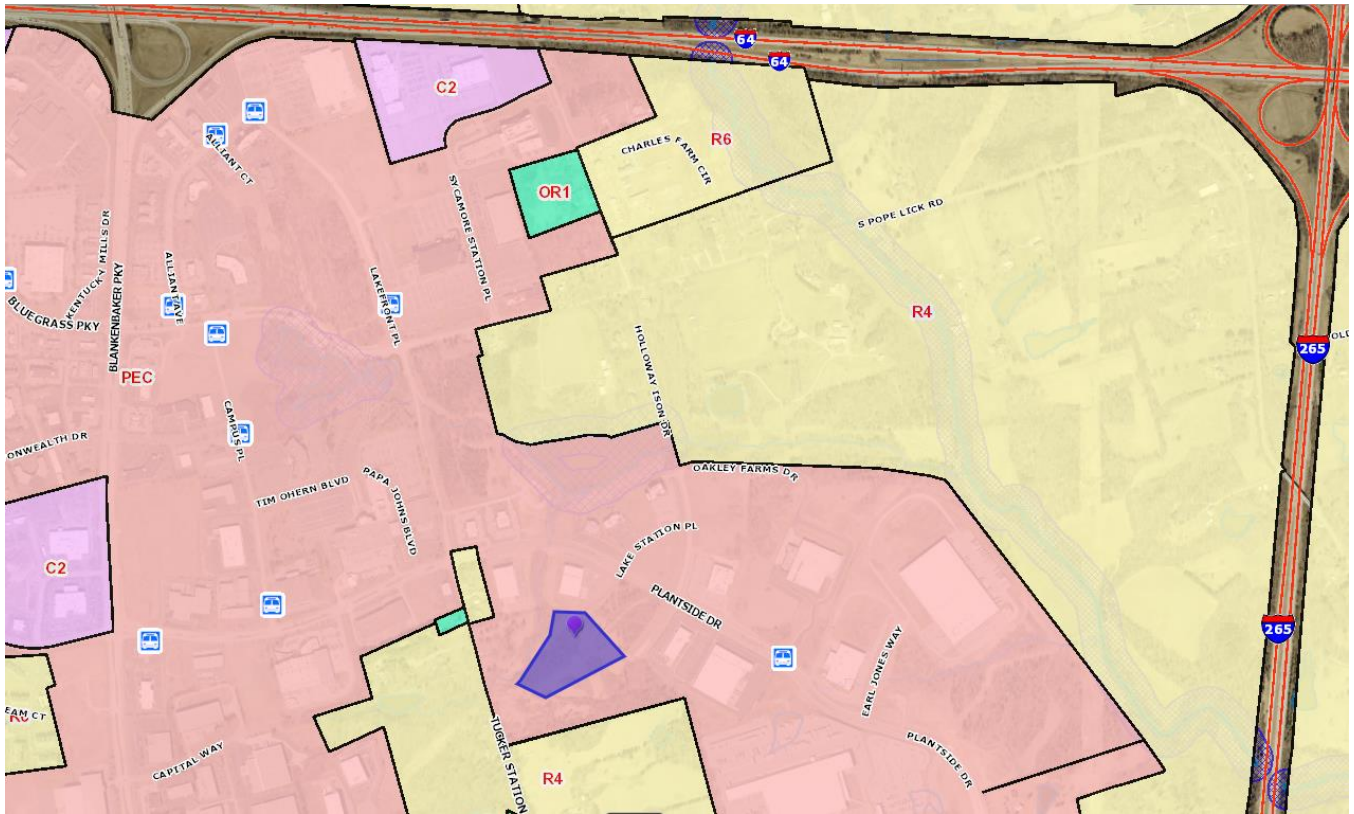 64
64
C2
ALLIANT CT
R6
CHARLES FARM CIR
OR1
SYCAMORE STATION PL
S POPE LICK RD
KENTUCKY MILLS DR
ALLIANT AVE
BLUEGRASS PKY
BLANKENBAKER PKY
LAKEFRONT PL
R4
HOLLOWAY ISON DR
265
OLD
PEC
CAMPUS PL
ONWEALTH DR
TIM OHERN BLVD
PAPA JOHNS BLVD
OAKLEY FARMS DR
LAKE STATION PL
C2
PLANTSIDE DR
265
EARL JONES WAY
EAM CT
TUCKER STATION
CAPITAL WAY
R4
PLANTSIDE DR